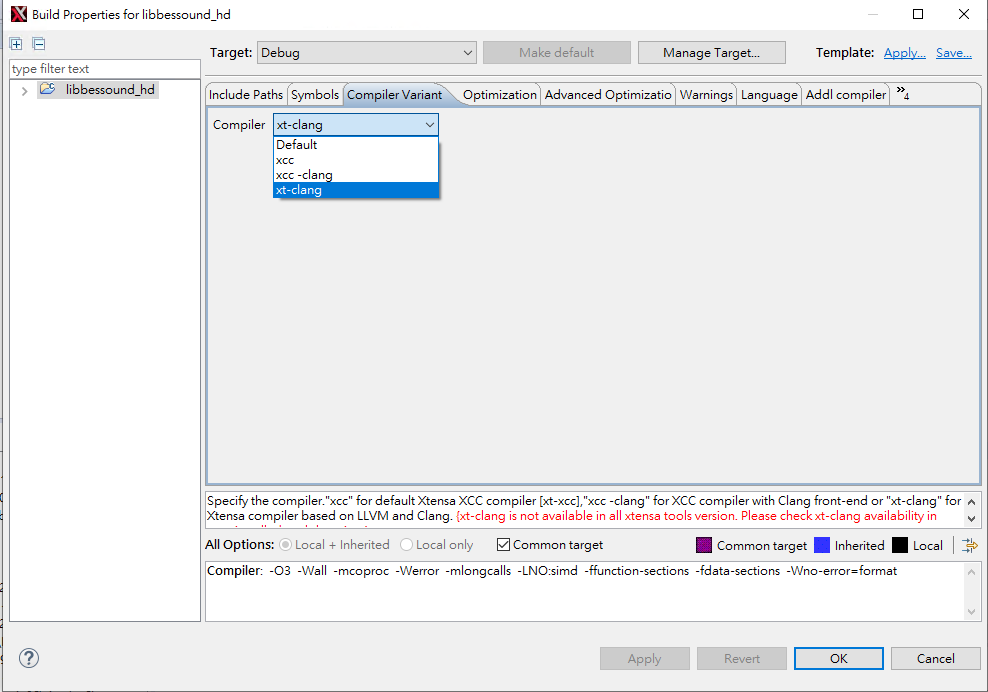 Build Properties for libbessound_hd
type filter text
libbessound_hd
Target: Debug Make default Manage Target... Template: Apply... Save...
Include Paths Symbols Compiler Variant Optimization Advanced Optimizatio Warnings Language Addl compiler »4
Compiler xt-clang
Default
xcc
xcc -clang
xt-clang
Specify the compiler."xcc" for default Xtensa XCC compiler [xt-xcc],"xcc -clang" for XCC compiler with Clang front-end or "xt-clang" for
Xtensa compiler based on LLVM and Clang. {xt-clang is not available in all xtensa tools version. Please check xt-clang availability in
All Options: Local + Inherited Local only Common target Common target Inherited Local
Compiler: -O3 -Wall -mcoproc -Werror -mlongcalls -LNO:simd -ffunction-sections -fdata-sections -Wno-error=format
? Apply Revert OK Cancel